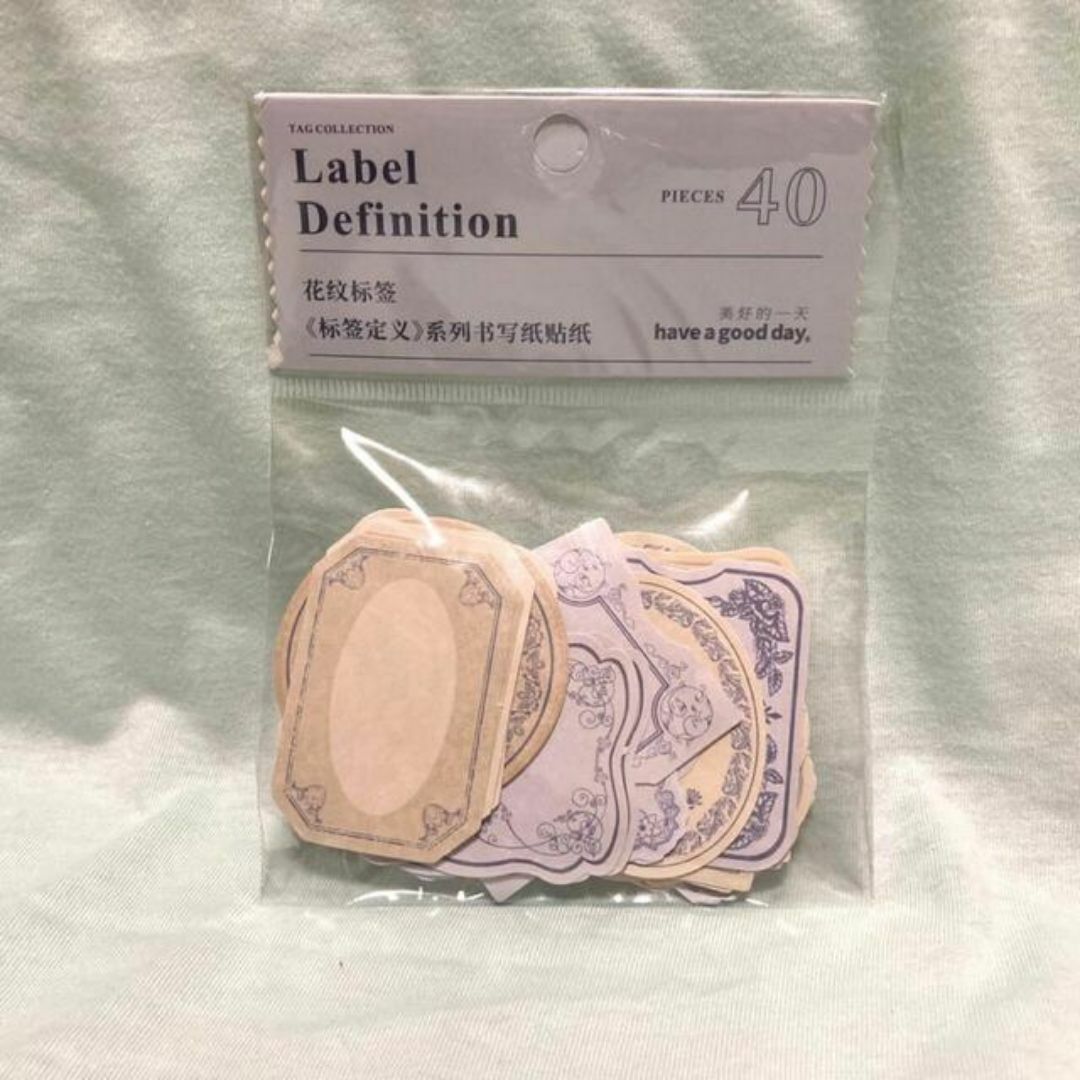 TAG COLLECTION
Label
Definition
PIECES 40
花纹标签
《标签定义》系列书写纸贴纸
美好的一天
have a good day。